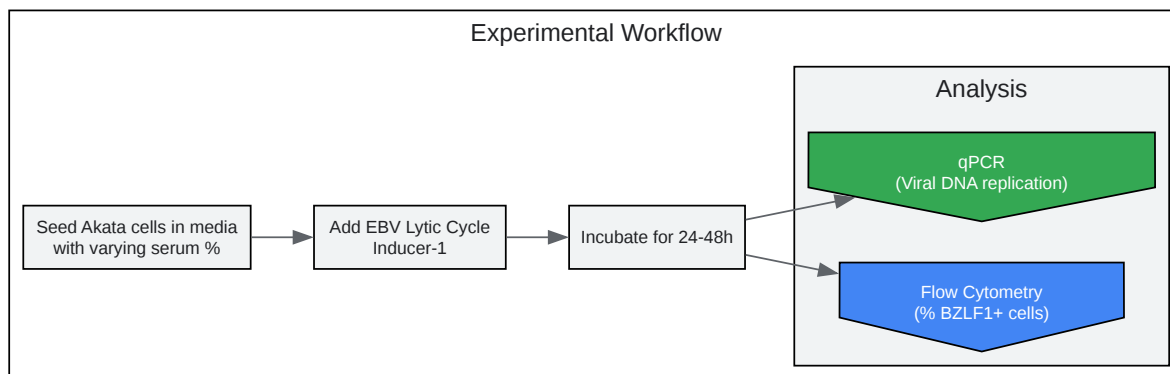 Experimental Workflow
Analysis
qPCR
(Viral DNA replication)
Seed Akata cells in media
with varying serum %
Add EBV Lytic Cycle
Inducer-1
Incubate for 24-48h
Flow Cytometry
(% BZLF1+ cells)